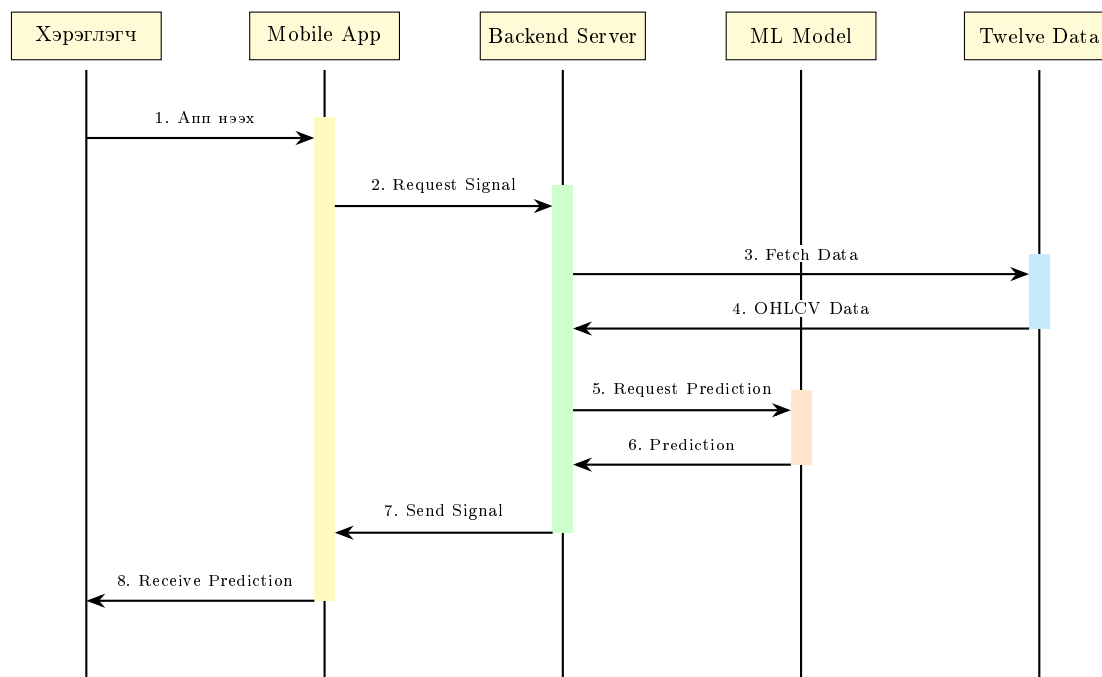 Хэрэглэгч
Mobile App
Backend Server
ML Model
Twelve Data
1. Апп нээх
2. Request Signal
3. Fetch Data
4. OHLCV Data
5. Request Prediction
6. Prediction
7. Send Signal
8. Receive Prediction